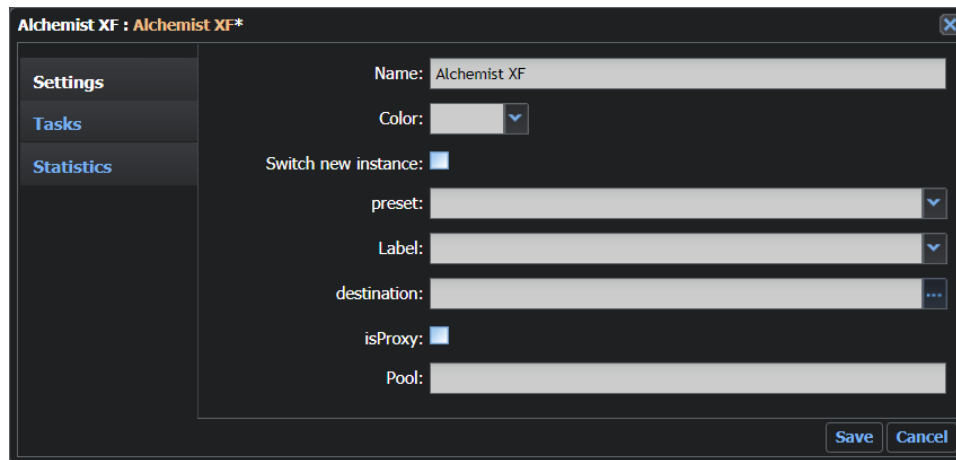 Alchemist XF : Alchemist XF*
Settings
Tasks
Statistics
Name: Alchemist XF
Color:
Switch new instance:
preset:
Label:
destination: ...
isProxy:
Pool:
Save Cancel